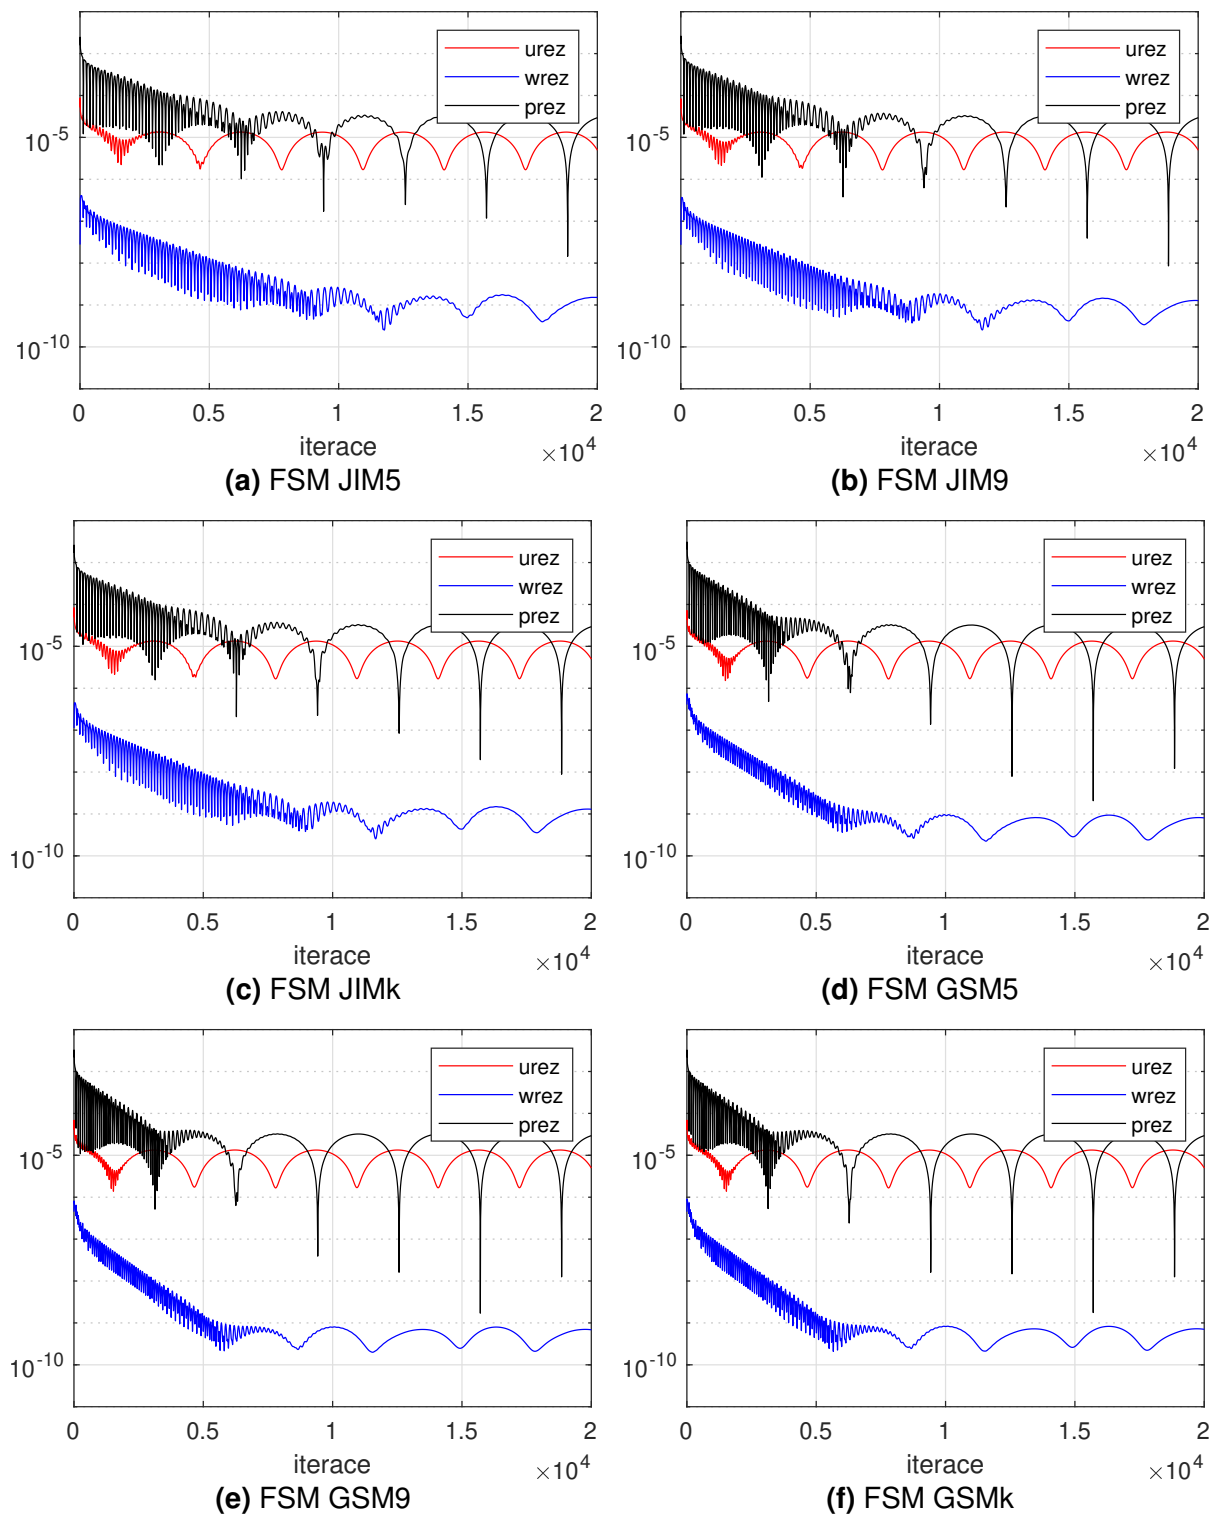 urez
wrez
prez
10^-5
10^-10
0 0.5 1 1.5 2
iterace
×10^4
(a) FSM JIM5
urez
wrez
prez
10^-5
10^-10
0 0.5 1 1.5 2
iterace
×10^4
(b) FSM JIM9
urez
wrez
prez
10^-5
10^-10
0 0.5 1 1.5 2
iterace
×10^4
(c) FSM JIMk
urez
wrez
prez
10^-5
10^-10
0 0.5 1 1.5 2
iterace
×10^4
(d) FSM GSM5
urez
wrez
prez
10^-5
10^-10
0 0.5 1 1.5 2
iterace
×10^4
(e) FSM GSM9
urez
wrez
prez
10^-5
10^-10
0 0.5 1 1.5 2
iterace
×10^4
(f) FSM GSMk